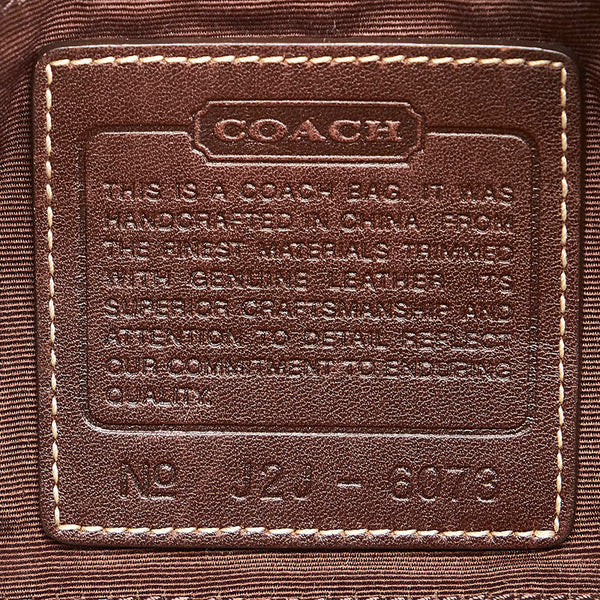 COACH
THIS IS A COACH BAG. IT WAS
HANDCRAFTED IN CHINA FROM
THE FINEST MATERIALS TRIMMED
WITH GENUINE LEATHER. ITS
SUPERIOR CRAFTSMANSHIP AND
ATTENTION TO DETAIL REFLECT
OUR COMMITMENT TO ENDURING
QUALITY.
No J2J - 6073